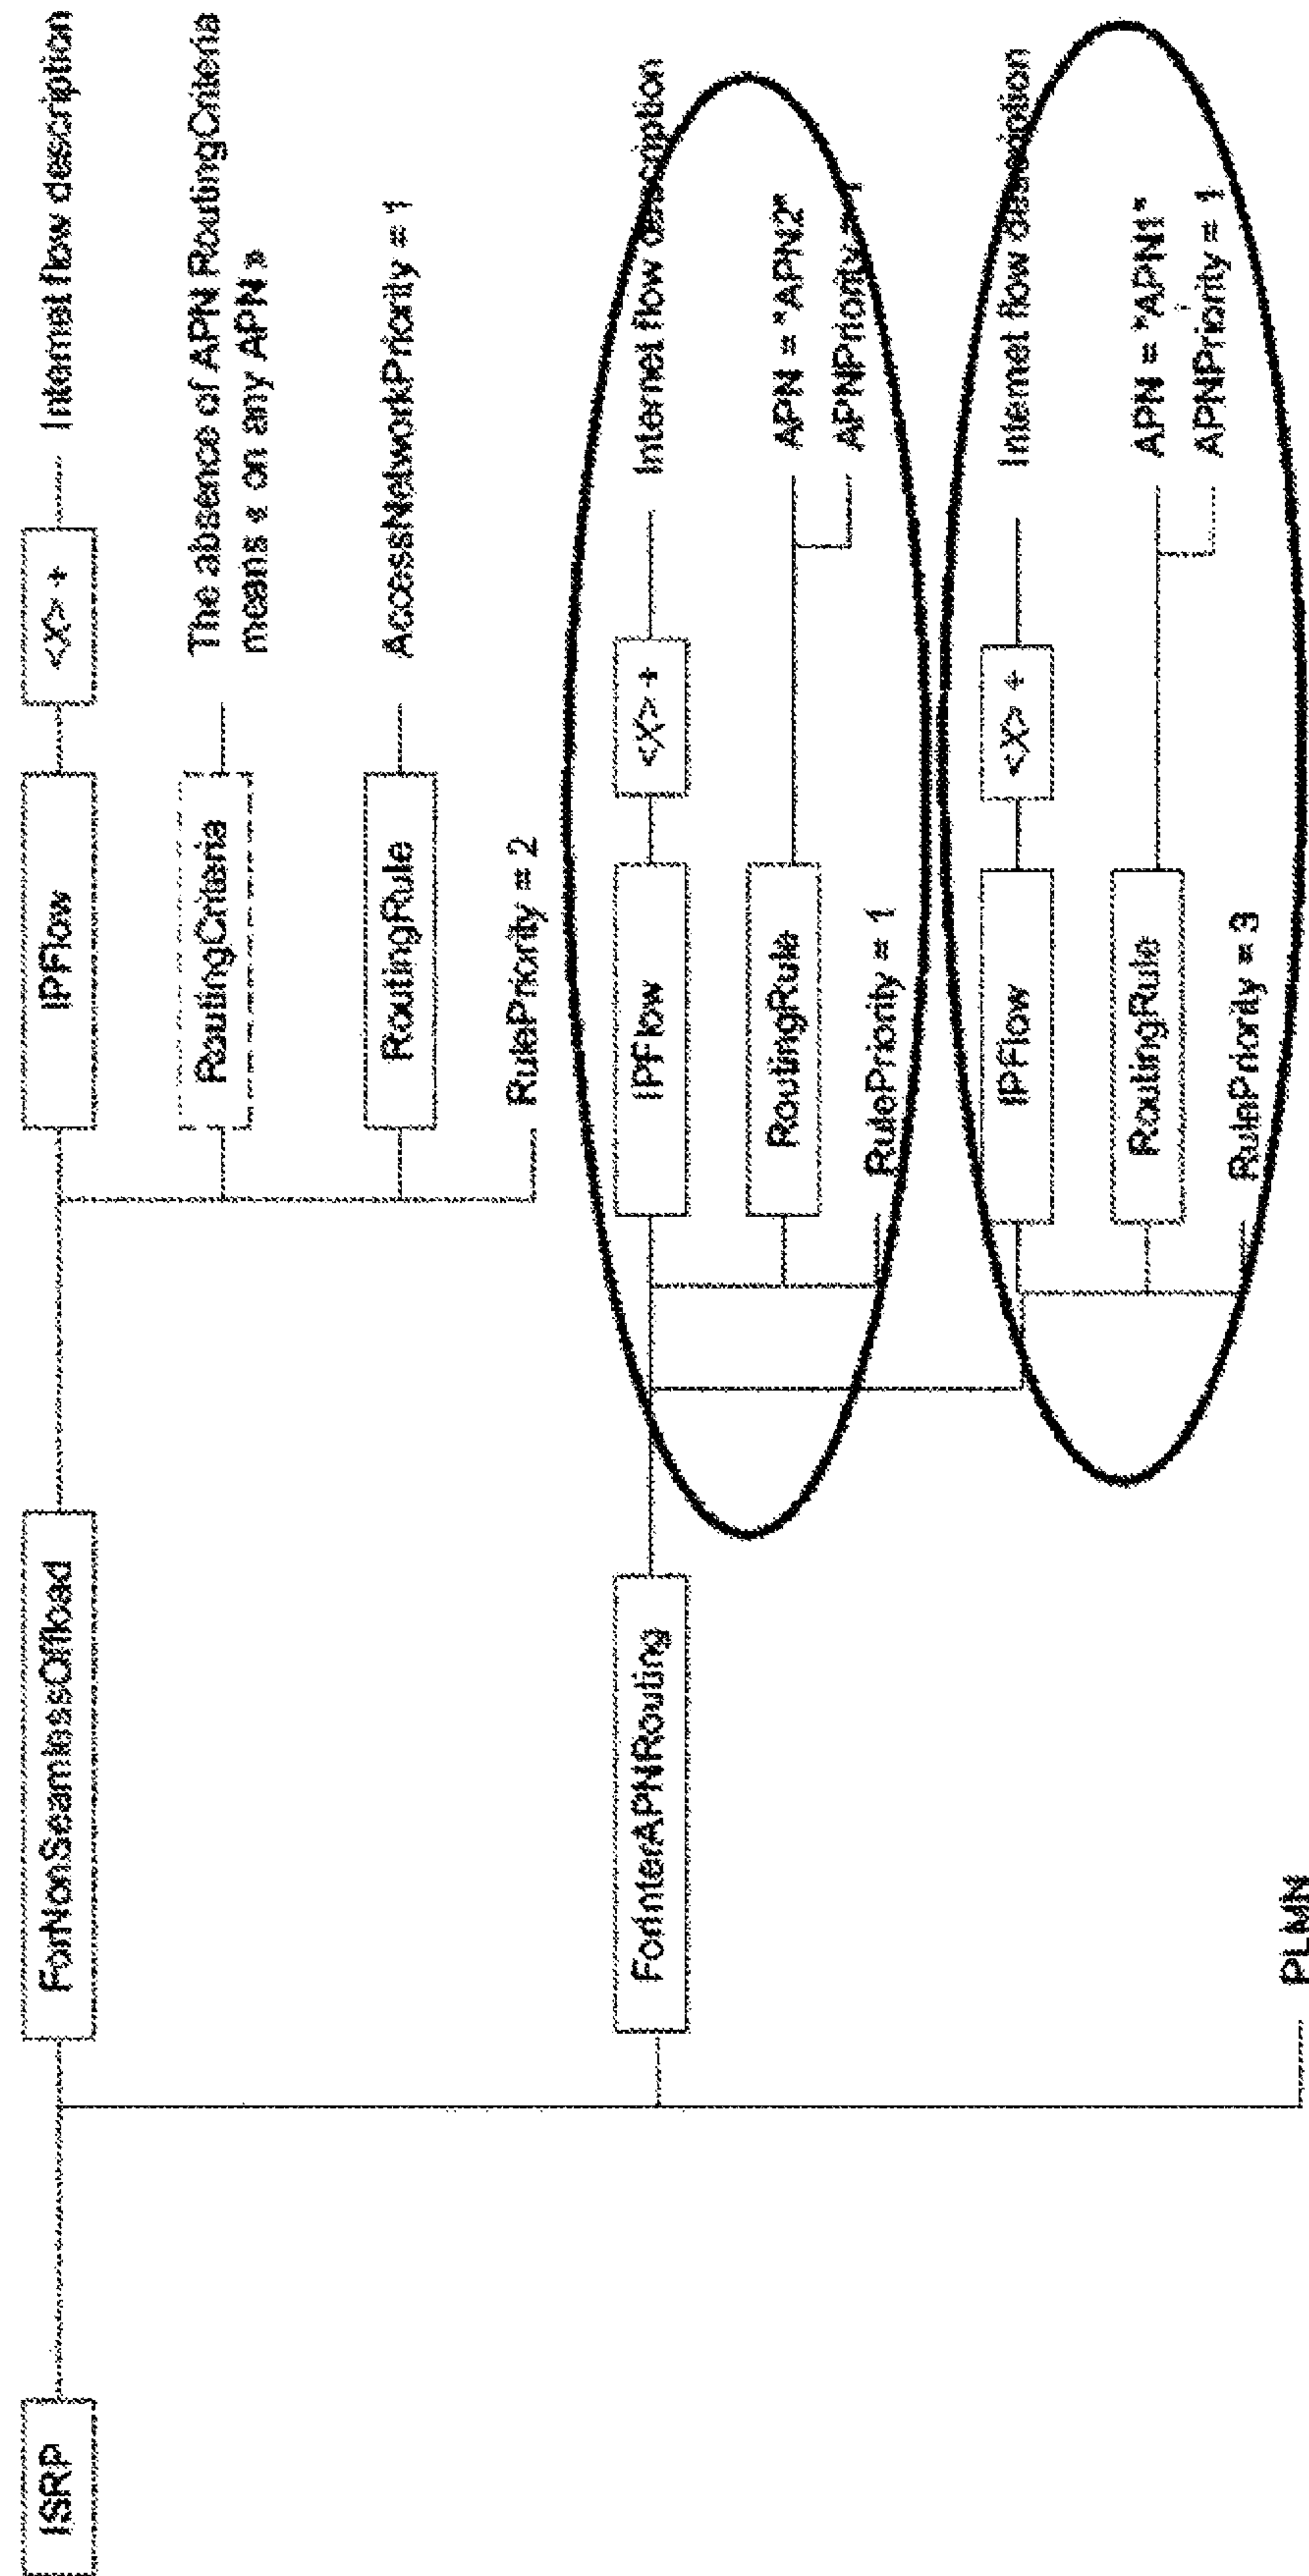 ISRP
ForNonSeamlessOffload
IPFlow
<X> +
Internet flow description
RoutingCriteria
The absence of APN RoutingCriteria
means « on any APN »
RoutingRule
AccessNetworkPriority = 1
RulePriority = 2
ForInterAPNRouting
IPFlow
<X> +
Internet flow description
RoutingRule
APN = "APN2"
APNPriority = 1
RulePriority = 1
IPFlow
<X> +
Internet flow description
RoutingRule
APN = "APN1"
APNPriority = 1
RulePriority = 3
PLMN